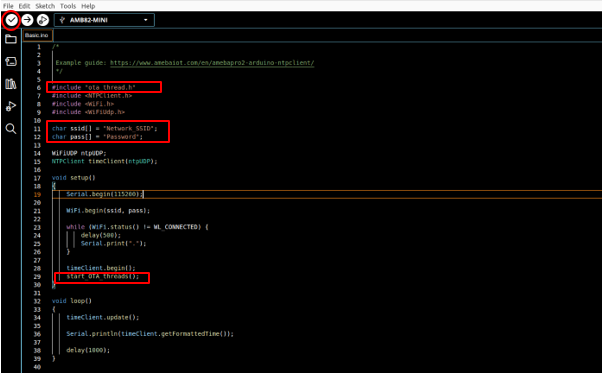 File Edit Sketch Tools Help
AMB82-MINI
Basic.ino
1 /*
2
3 Example guide: https://www.amebaiot.com/en/amebapro2-arduino-ntpclient/
4 */
5
6 #include "ota_thread.h"
7 #include <NTPClient.h>
8 #include <WiFi.h>
9 #include <WiFiUdp.h>
10
11 char ssid[] = "Network_SSID";
12 char pass[] = "Password";
13
14 WiFiUDP ntpUDP;
15 NTPClient timeClient(ntpUDP);
16
17 void setup()
18 {
19 Serial.begin(115200);
20
21 WiFi.begin(ssid, pass);
22
23 while (WiFi.status() != WL_CONNECTED) {
24 delay(500);
25 Serial.print(".");
26 }
27
28 timeClient.begin();
29 start_OTA_threads();
30 }
31
32 void loop()
33 {
34 timeClient.update();
35
36 Serial.println(timeClient.getFormattedTime());
37
38 delay(1000);
39 }
40